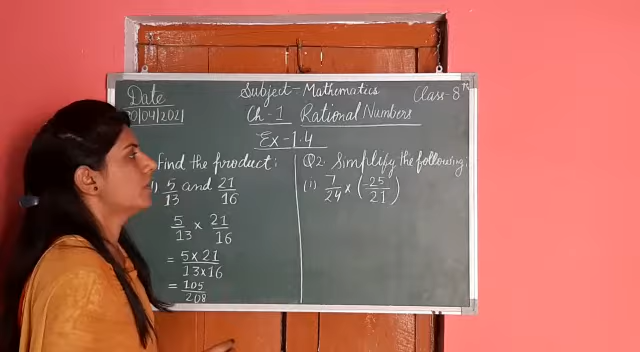 Date
0/04/2021
Subject - Mathematics
Class - 8th
Ch - 1 Rational Numbers
Ex - 1.4
Find the product:
) 5/13 and 21/16
5/13 × 21/16
= 5 × 21 / 13 × 16
= 105/208
Q2. Simplify the following:
(i) 7/24 × (-25/21)